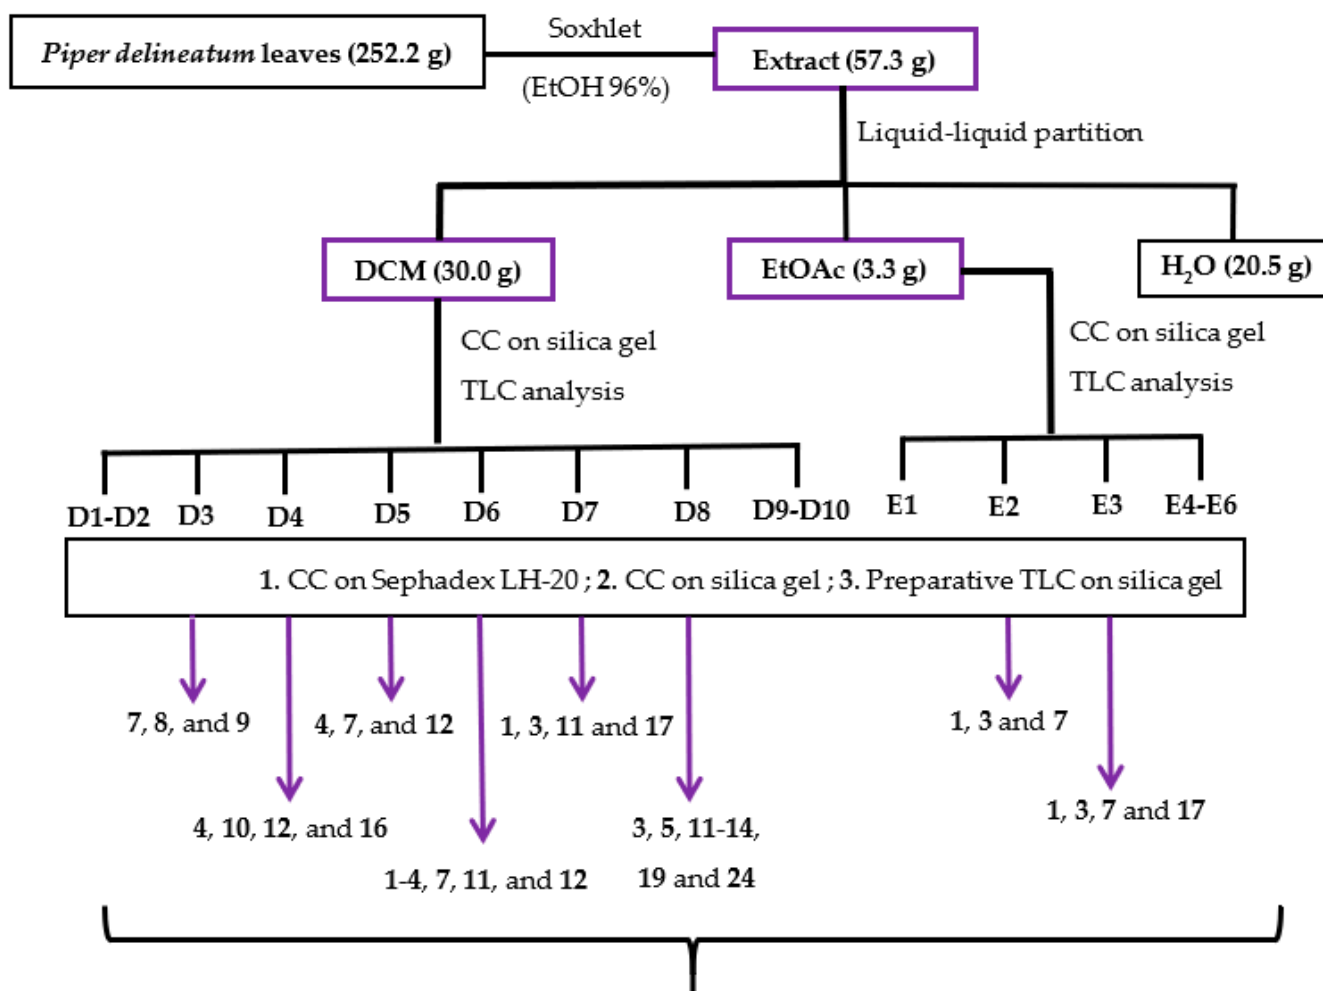 Piper delineatum leaves (252.2 g)
Soxhlet
(EtOH 96%)
Extract (57.3 g)
Liquid-liquid partition
DCM (30.0 g)
EtOAc (3.3 g)
H₂O (20.5 g)
CC on silica gel
TLC analysis
CC on silica gel
TLC analysis
D1-D2 D3 D4 D5 D6 D7 D8 D9-D10 E1 E2 E3 E4-E6
1. CC on Sephadex LH-20 ; 2. CC on silica gel ; 3. Preparative TLC on silica gel
7, 8, and 9
4, 7, and 12
1, 3, 11 and 17
1, 3 and 7
4, 10, 12, and 16
3, 5, 11-14,
19 and 24
1, 3, 7 and 17
1-4, 7, 11, and 12